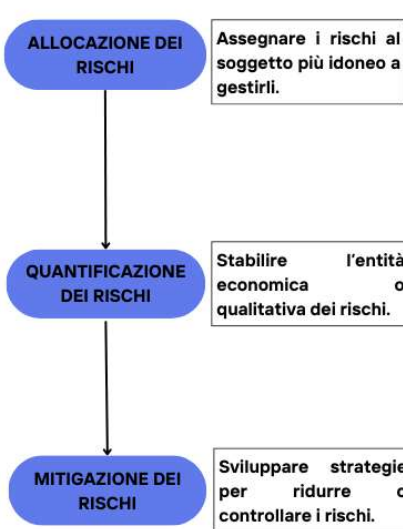 ALLOCAZIONE DEI
RISCHI
Assegnare i rischi al
soggetto più idoneo a
gestirli.
QUANTIFICAZIONE
DEI RISCHI
Stabilire l'entità
economica o
qualitativa dei rischi.
MITIGAZIONE DEI
RISCHI
Sviluppare strategie
per ridurre o
controllare i rischi.